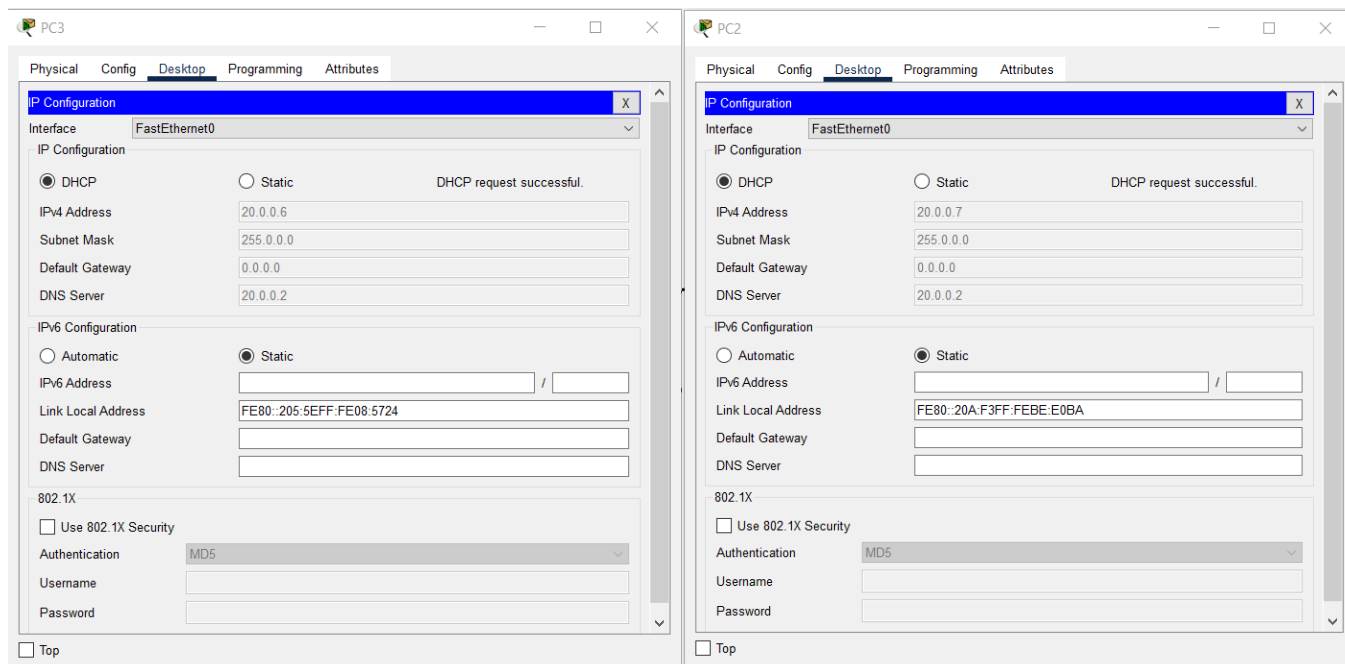 PC3
Physical Config Desktop Programming Attributes
IP Configuration X
Interface FastEthernet0
IP Configuration
DHCP Static DHCP request successful.
IPv4 Address 20.0.0.6
Subnet Mask 255.0.0.0
Default Gateway 0.0.0.0
DNS Server 20.0.0.2
IPv6 Configuration
Automatic Static
IPv6 Address /
Link Local Address FE80::205:5EFF:FE08:5724
Default Gateway
DNS Server
802.1X
Use 802.1X Security
Authentication MD5
Username
Password
Top
PC2
Physical Config Desktop Programming Attributes
IP Configuration X
Interface FastEthernet0
IP Configuration
DHCP Static DHCP request successful.
IPv4 Address 20.0.0.7
Subnet Mask 255.0.0.0
Default Gateway 0.0.0.0
DNS Server 20.0.0.2
IPv6 Configuration
Automatic Static
IPv6 Address /
Link Local Address FE80::20A:F3FF:FEBE:E0BA
Default Gateway
DNS Server
802.1X
Use 802.1X Security
Authentication MD5
Username
Password
Top